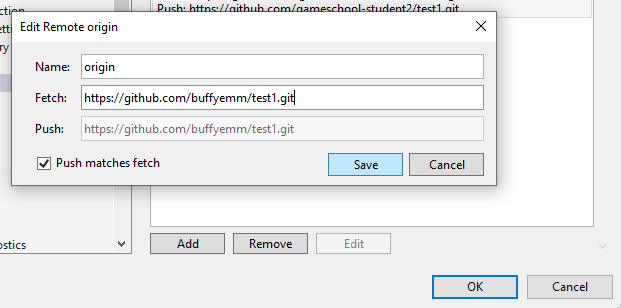 ction
Push: https://github.com/gameschool-student2/test1.git
Edit Remote origin
etti
ry
Name:
origin
Fetch:
https://github.com/buffyemm/test1.git
Push:
https://github.com/buffyemm/test1.git
Push matches fetch
Save
Cancel
ostics
Add
Remove
Edit
OK
Cancel